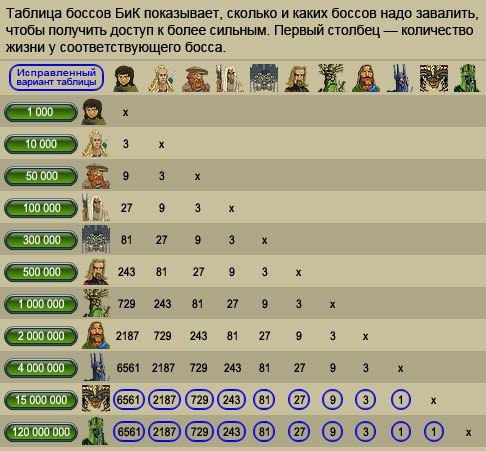 Таблица боссов БиК показывает, сколько и каких боссов надо завалить,
чтобы получить доступ к более сильным. Первый столбец — количество
жизни у соответствующего босса.
Исправленный
вариант таблицы
1 000 x
10 000 3 x
50 000 9 3 x
100 000 27 9 3 x
300 000 81 27 9 3 x
500 000 243 81 27 9 3 x
1 000 000 729 243 81 27 9 3 x
2 000 000 2187 729 243 81 27 9 3 x
4 000 000 6561 2187 729 243 81 27 9 3 x
15 000 000 6561 2187 729 243 81 27 9 3 1 x
120 000 000 6561 2187 729 243 81 27 9 3 1 1 x